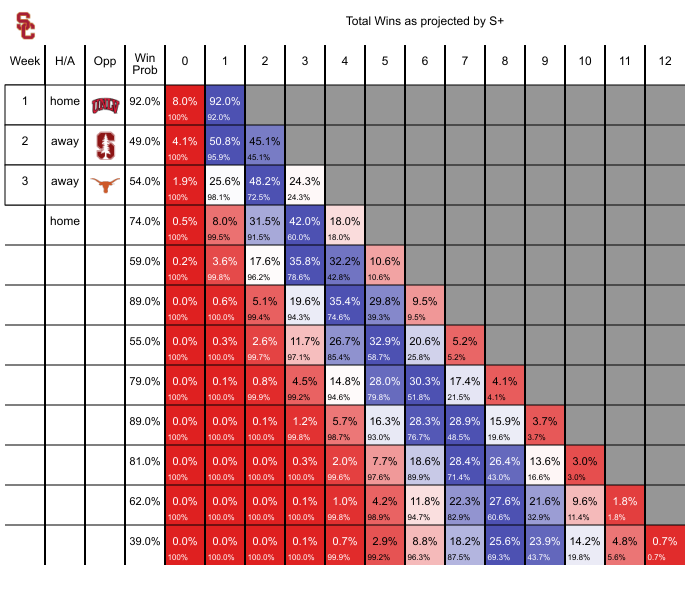 SC
Total Wins as projected by S+
Week H/A Opp Win Prob 0 1 2 3 4 5 6 7 8 9 10 11 12
1 home UNLV 92.0% 8.0% 92.0%
100% 92.0%
2 away S 49.0% 4.1% 50.8% 45.1%
100% 95.9% 45.1%
3 away 54.0% 1.9% 25.6% 48.2% 24.3%
100% 98.1% 72.5% 24.3%
home 74.0% 0.5% 8.0% 31.5% 42.0% 18.0%
100% 99.5% 91.5% 60.0% 18.0%
59.0% 0.2% 3.6% 17.6% 35.8% 32.2% 10.6%
100% 99.8% 96.2% 78.6% 42.8% 10.6%
89.0% 0.0% 0.6% 5.1% 19.6% 35.4% 29.8% 9.5%
100% 100.0% 99.4% 94.3% 74.6% 39.3% 9.5%
55.0% 0.0% 0.3% 2.6% 11.7% 26.7% 32.9% 20.6% 5.2%
100% 100.0% 99.7% 97.1% 85.4% 58.7% 25.8% 5.2%
79.0% 0.0% 0.1% 0.8% 4.5% 14.8% 28.0% 30.3% 17.4% 4.1%
100% 100.0% 99.9% 99.2% 94.6% 79.8% 51.8% 21.5% 4.1%
89.0% 0.0% 0.0% 0.1% 1.2% 5.7% 16.3% 28.3% 28.9% 15.9% 3.7%
100% 100.0% 100.0% 99.8% 98.7% 93.0% 76.7% 48.5% 19.6% 3.7%
81.0% 0.0% 0.0% 0.0% 0.3% 2.0% 7.7% 18.6% 28.4% 26.4% 13.6% 3.0%
100% 100.0% 100.0% 100.0% 99.6% 97.6% 89.9% 71.4% 43.0% 16.6% 3.0%
62.0% 0.0% 0.0% 0.0% 0.1% 1.0% 4.2% 11.8% 22.3% 27.6% 21.6% 9.6% 1.8%
100% 100.0% 100.0% 100.0% 99.8% 98.9% 94.7% 82.9% 60.6% 32.9% 11.4% 1.8%
39.0% 0.0% 0.0% 0.0% 0.1% 0.7% 2.9% 8.8% 18.2% 25.6% 23.9% 14.2% 4.8% 0.7%
100% 100.0% 100.0% 100.0% 99.9% 99.2% 96.3% 87.5% 69.3% 43.7% 19.8% 5.6% 0.7%